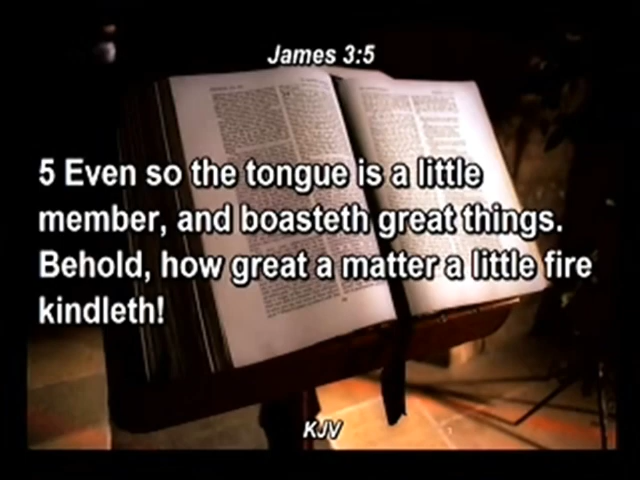 James 3:5
5 Even so the tongue is a little
member, and boasteth great things.
Behold, how great a matter a little fire
kindleth!
KJV